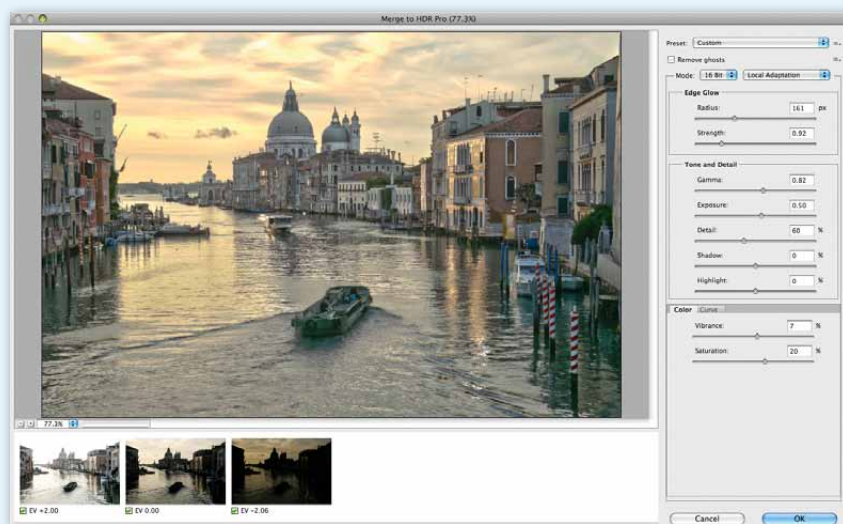 Merge to HDR Pro (77.3%)
Preset: Custom
Remove ghosts
Mode: 16 Bit Local Adaptation
Edge Glow
Radius: 161 px
Strength: 0.92
Tone and Detail
Gamma: 0.82
Exposure: 0.50
Detail: 60 %
Shadow: 0 %
Highlight: 0 %
Color Curve
Vibrance: 7 %
Saturation: 20 %
77.3%
EV +2.00 EV 0.00 EV -2.06
Cancel OK